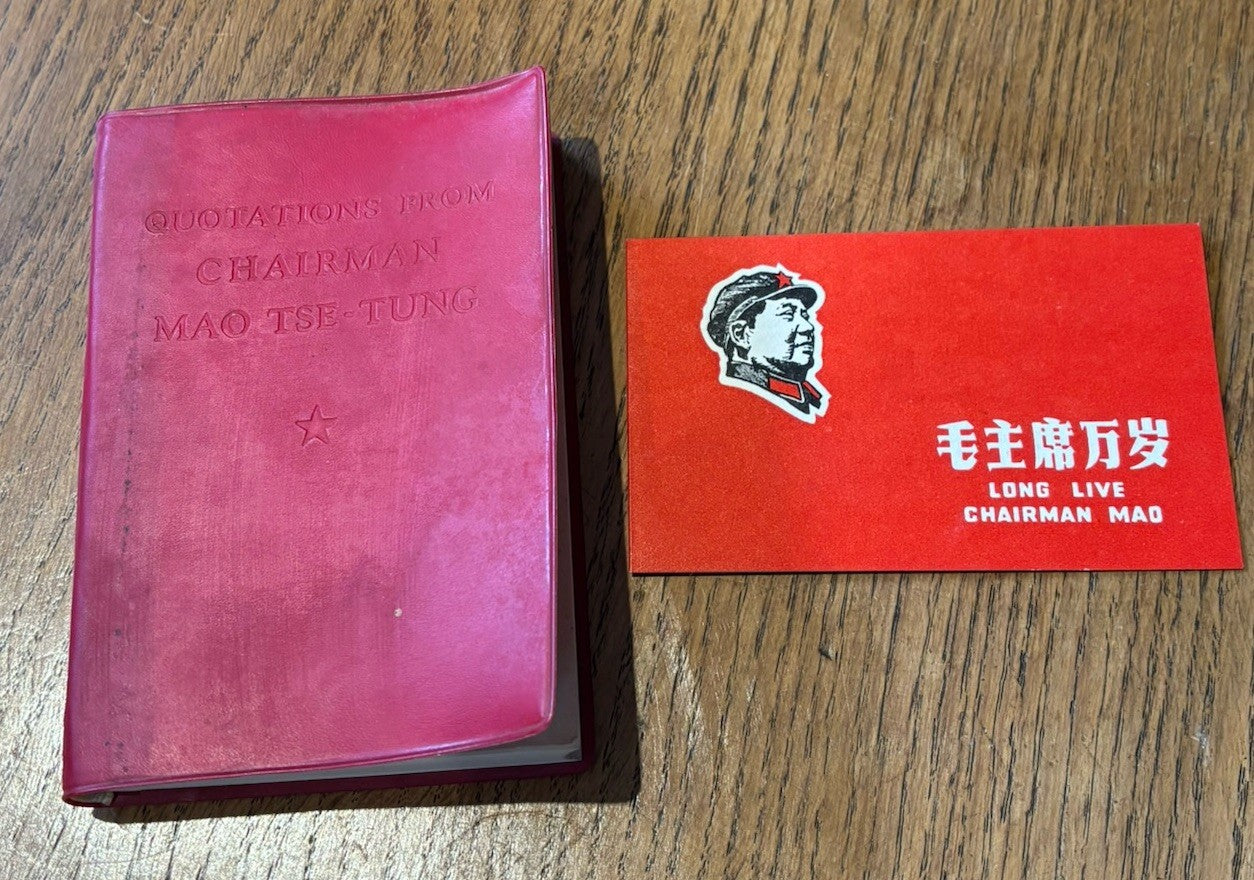 QUOTATIONS FROM
CHAIRMAN
MAO TSE-TUNG
毛主席万岁
LONG LIVE
CHAIRMAN MAO